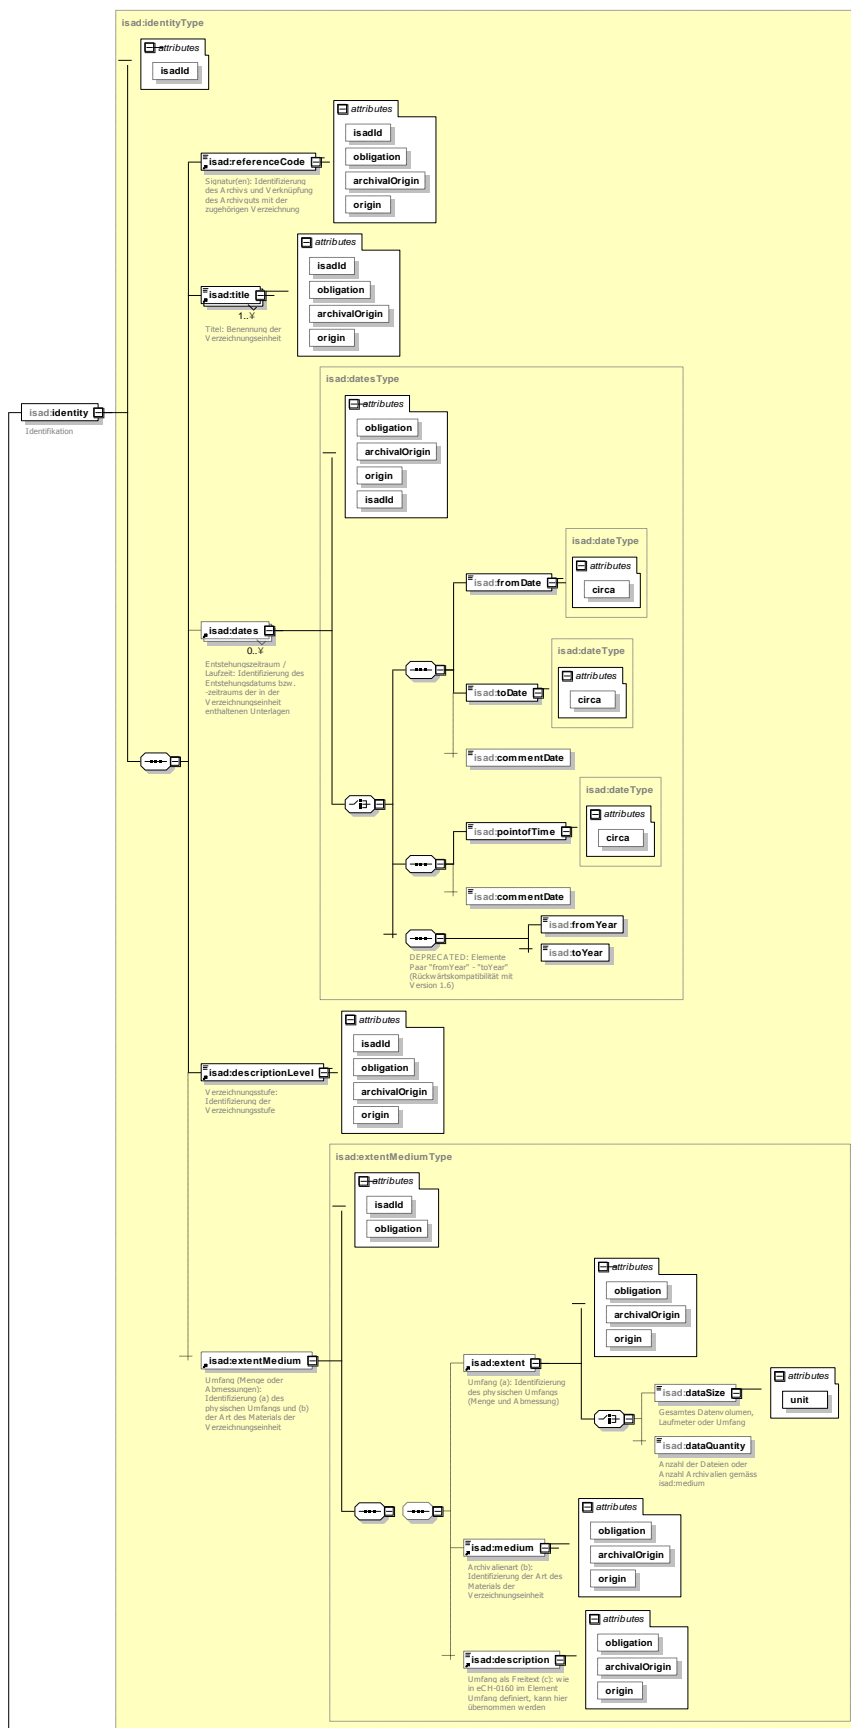 isad:identityType
attributes
isadId
attributes
isadId
obligation
archivalOrigin
origin
isad:referenceCode
Signatur(en): Identifizierung
des Archivs und Verknüpfung
des Archivguts mit der
zugehörigen Verzeichnung
attributes
isadId
obligation
archivalOrigin
origin
isad:title
1..¥
Titel: Benennung der
Verzeichnungseinheit
isad:identity
Identifikation
isad:datesType
attributes
obligation
archivalOrigin
origin
isadId
isad:dates
0..¥
Entstehungszeitraum /
Laufzeit: Identifizierung des
Entstehungsdatums bzw.
-zeitraums der in der
Verzeichnungseinheit
enthaltenen Unterlagen
isad:dateType
attributes
isad:fromDate
circa
isad:dateType
attributes
isad:toDate
circa
isad:commentDate
isad:dateType
attributes
isad:pointofTime
circa
isad:commentDate
isad:fromYear
isad:toYear
DEPRECATED: Elemente
Paar "fromYear" - "toYear"
(Rückwärtskompatibilität mit
Version 1.6)
attributes
isadId
obligation
archivalOrigin
origin
isad:descriptionLevel
Verzeichnungsstufe:
Identifizierung der
Verzeichnungsstufe
isad:extentMediumType
attributes
isadId
obligation
isad:extentMedium
Umfang (Menge oder
Abmessungen):
Identifizierung (a) des
physischen Umfangs und (b)
der Art des Materials der
Verzeichnungseinheit
attributes
obligation
archivalOrigin
origin
isad:extent
Umfang (a): Identifizierung
des physischen Umfangs
(Menge und Abmessung)
attributes
unit
isad:dataSize
Gesamtes Datenvolumen,
Laufmeter oder Umfang
isad:dataQuantity
Anzahl der Dateien oder
Anzahl Archivalien gemäss
isad:medium
attributes
obligation
archivalOrigin
origin
isad:medium
Archivalienart (b):
Identifizierung der Art des
Materials der
Verzeichnungseinheit
attributes
obligation
archivalOrigin
origin
isad:description
Umfang als Freitext (c): wie
in eCH-0160 im Element
Umfang definiert, kann hier
übernommen werden